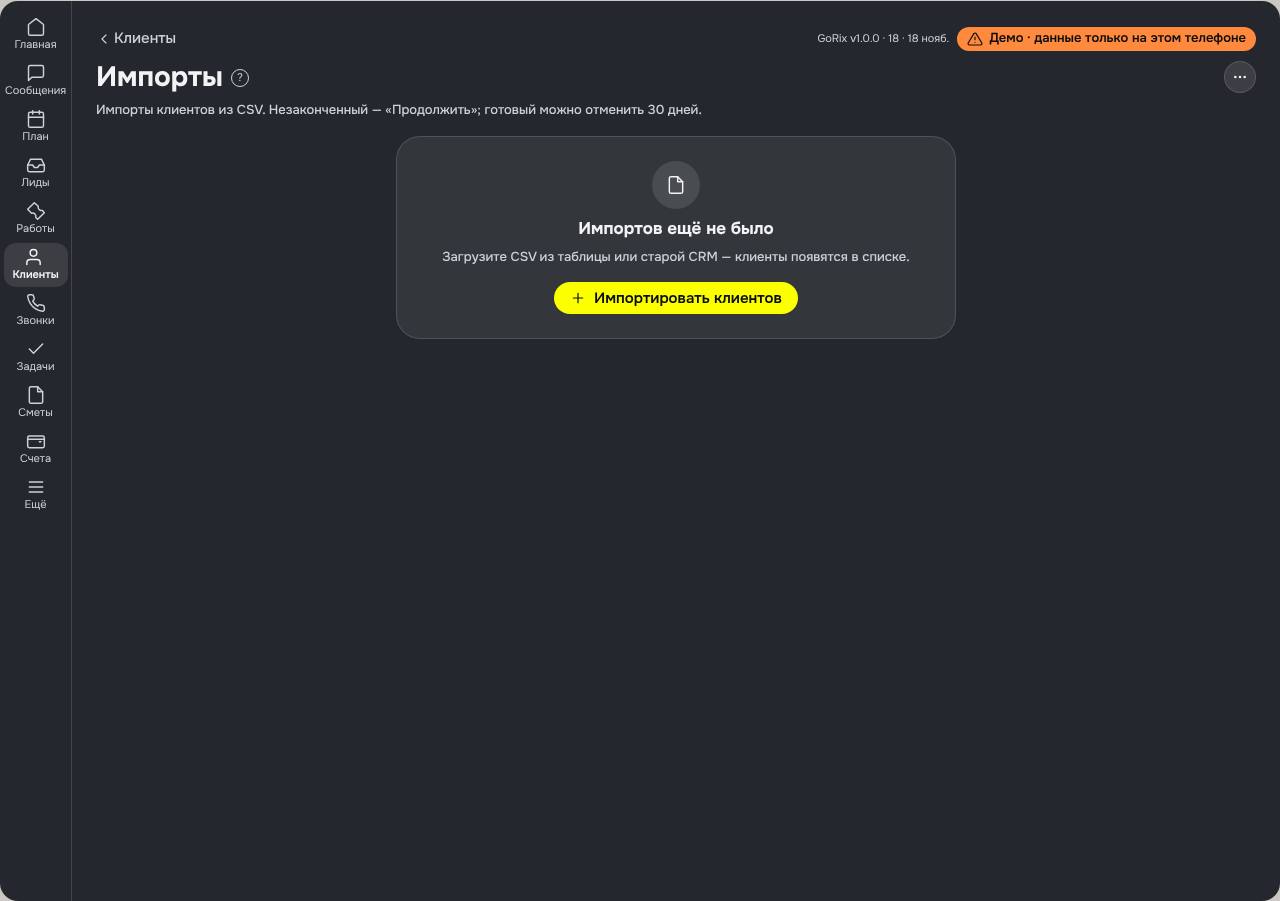 Главная
Сообщения
План
Лиды
Работы
Клиенты
Звонки
Задачи
Сметы
Счета
Ещё
Клиенты
GoRix v1.0.0 · 18 · 18 нояб.
Демо · данные только на этом телефоне
Импорты ?
Импорты клиентов из CSV. Незаконченный — «Продолжить»; готовый можно отменить 30 дней.
Импортов ещё не было
Загрузите CSV из таблицы или старой CRM — клиенты появятся в списке.
Импортировать клиентов